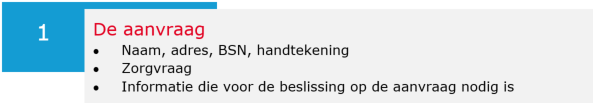 1
De aanvraag
• Naam, adres, BSN, handtekening
• Zorgvraag
• Informatie die voor de beslissing op de aanvraag nodig is